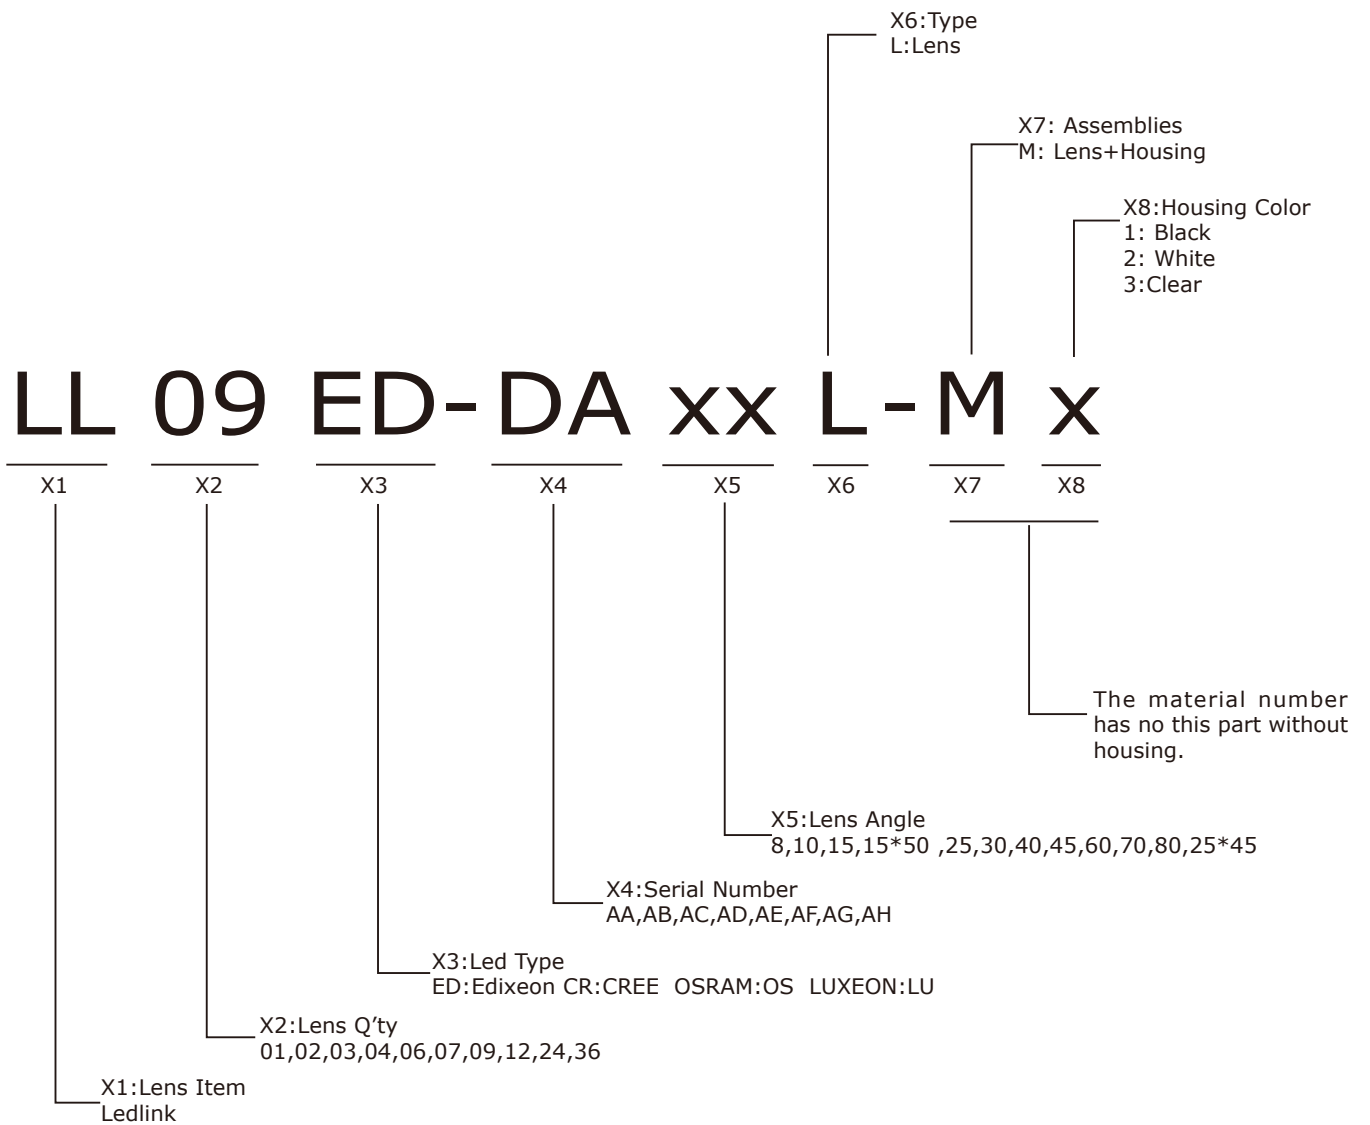 X6:Type
L:Lens
X7: Assemblies
M: Lens+Housing
X8:Housing Color
1: Black
2: White
3:Clear
LL 09 ED-DA xx L-M x
X1 X2 X3 X4 X5 X6 X7 X8
The material number
has no this part without
housing.
X5:Lens Angle
8,10,15,15*50 ,25,30,40,45,60,70,80,25*45
X4:Serial Number
AA,AB,AC,AD,AE,AF,AG,AH
X3:Led Type
ED:Edixeon CR:CREE  OSRAM:OS  LUXEON:LU
X2:Lens Q’ty
01,02,03,04,06,07,09,12,24,36
X1:Lens Item
Ledlink